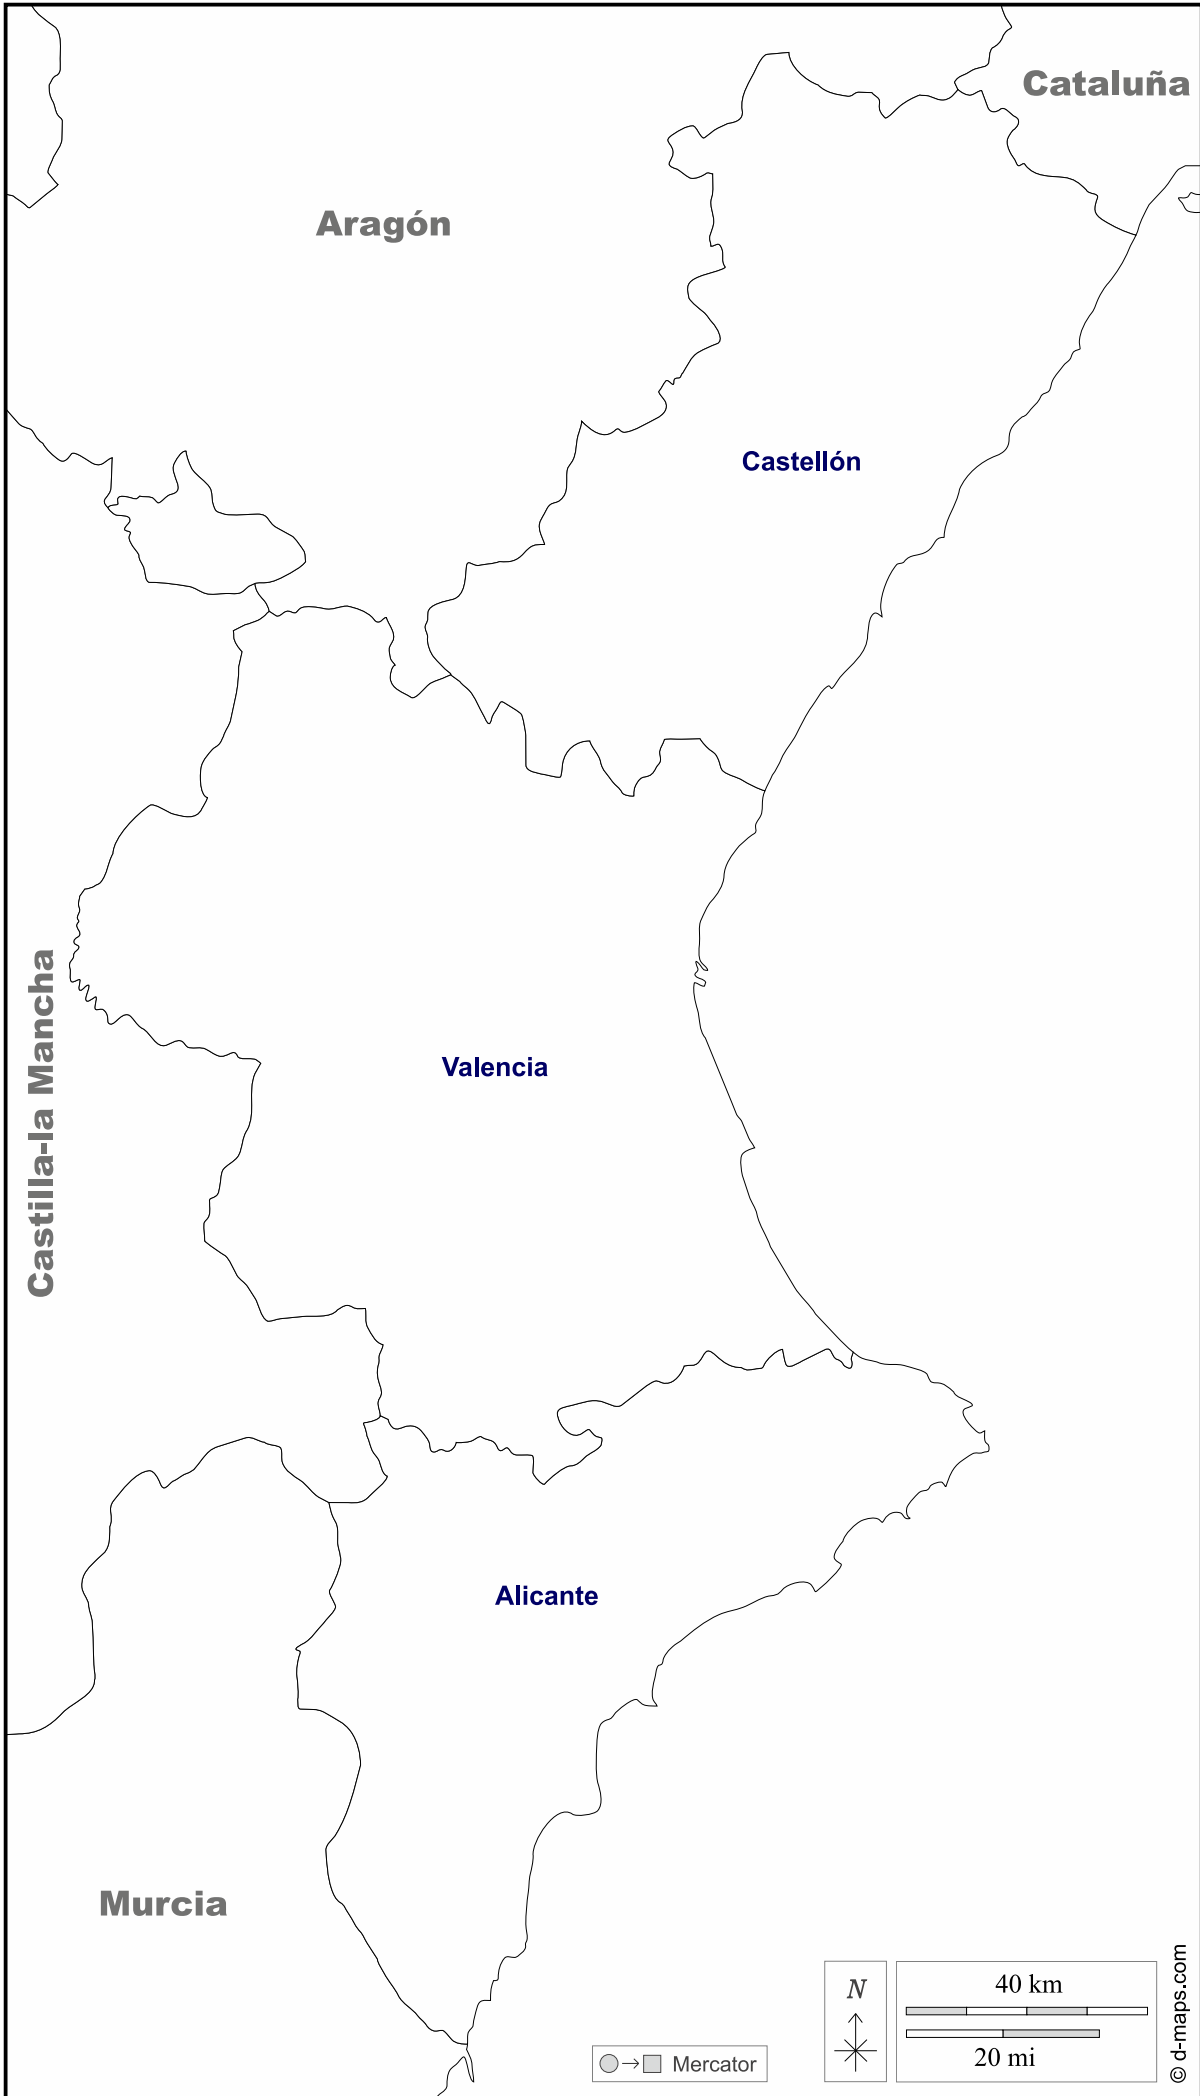 Cataluña
Aragón
Castellón
Castilla-la Mancha
Valencia
Alicante
Murcia
N
40 km
20 mi
Mercator
© d-maps.com